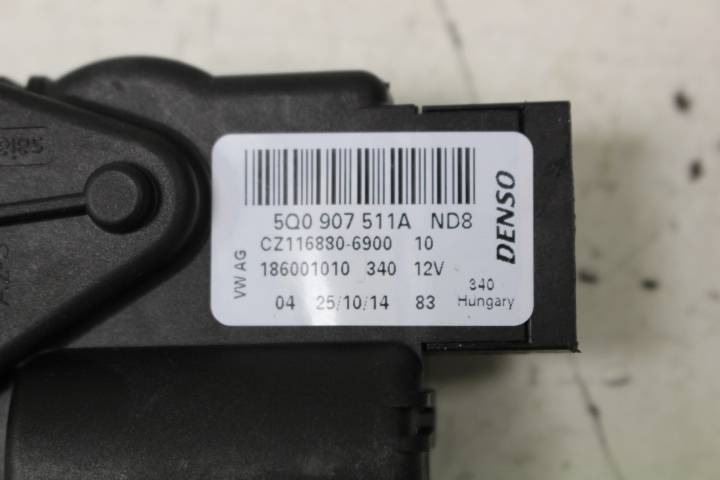 5Q0 907 511A ND8
CZ116880-6900 10
186001010 340 12V
04 25/10/14 83
VW AG
DENSO
340
Hungary